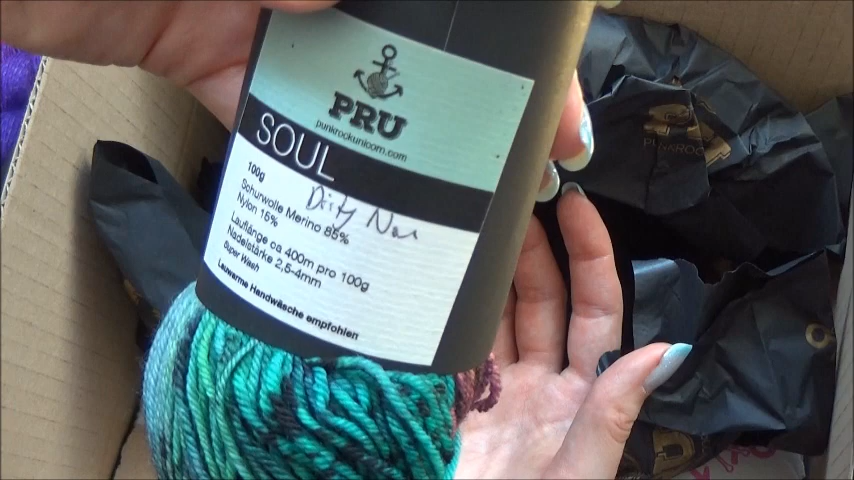 PRU
punkrockunicorn.com
SOUL
100g
Dirty
Schurwolle Merino 85%
Nylon 15%
Lauflänge ca 400m pro 100g
Nadelstärke 2,5-4mm
Super Wash
Lauwarme Handwäsche empfohlen
PUNKROC